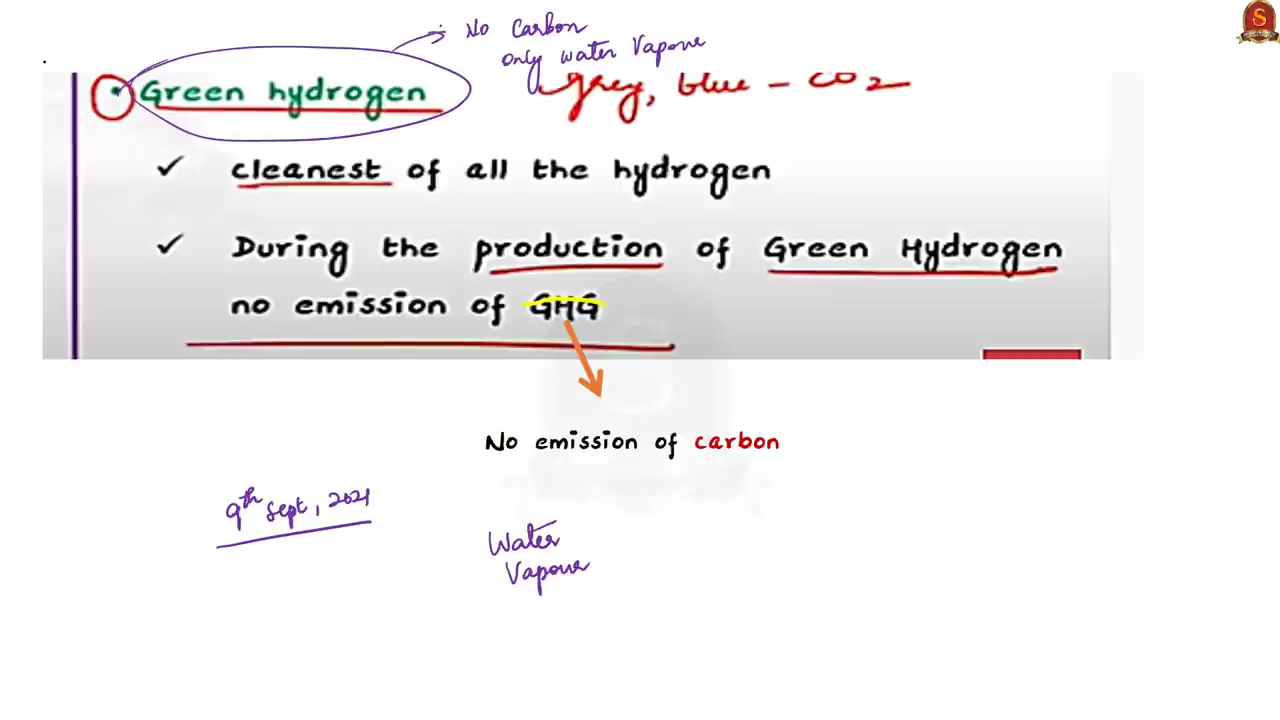 No Carbon
only water Vapour
• Green hydrogen
grey, blue - CO2
✓ cleanest of all the hydrogen
✓ During the production of Green Hydrogen
no emission of GHG
No emission of carbon
9th Sept, 2021
Water
Vapour
S